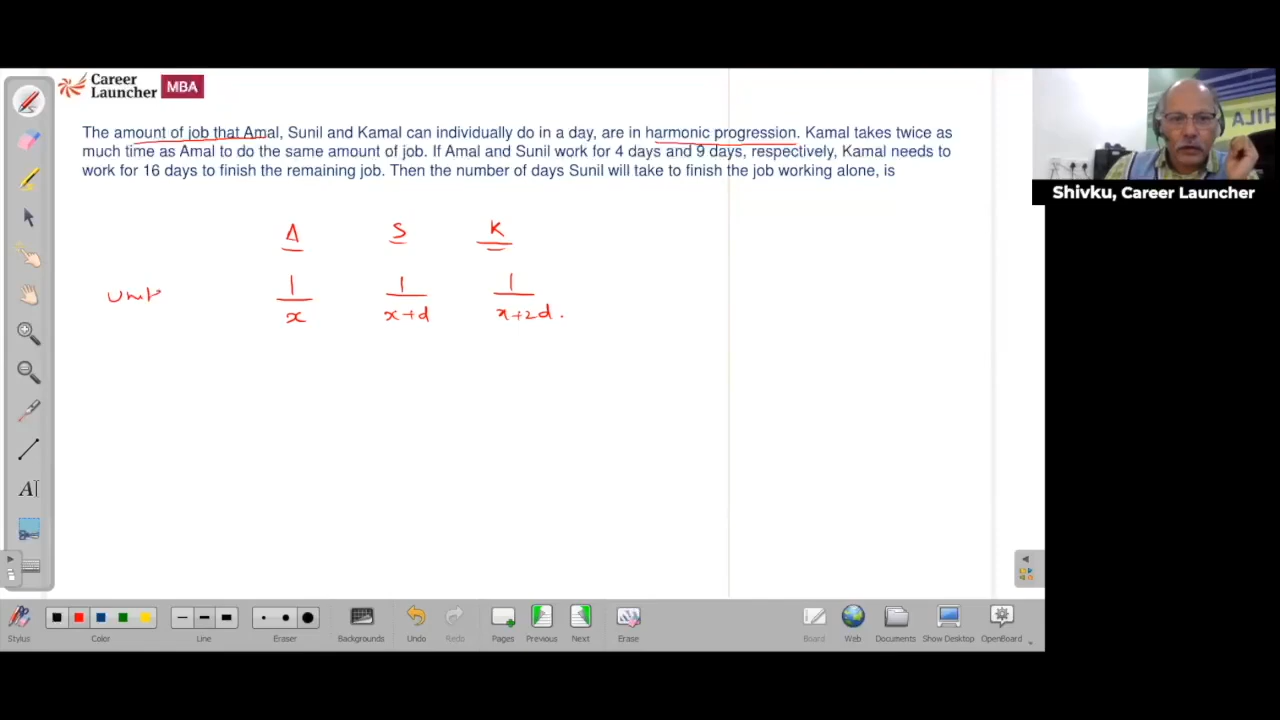 Career
Launcher MBA
The amount of job that Amal, Sunil and Kamal can individually do in a day, are in harmonic progression. Kamal takes twice as
much time as Amal to do the same amount of job. If Amal and Sunil work for 4 days and 9 days, respectively, Kamal needs to
work for 16 days to finish the remaining job. Then the number of days Sunil will take to finish the job working alone, is
Shivku, Career Launcher
HILA
A S K
1 1 1
x x+d x+2d.
A
Stylus Color Line Eraser Backgrounds Undo Redo Pages Previous Next Erase Board Web Documents Show Desktop OpenBoard